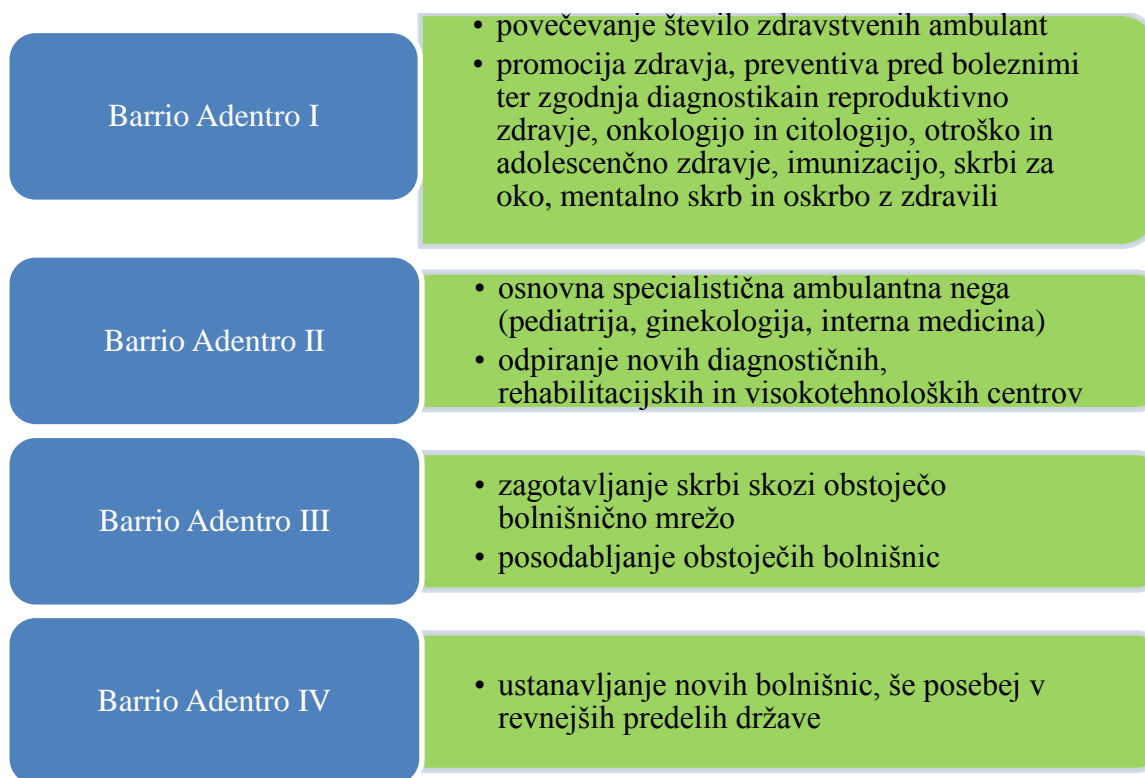 Barrio Adentro I
• povečevanje število zdravstvenih ambulant
• promocija zdravja, preventiva pred boleznimi
ter zgodnja diagnostikain reproduktivno
zdravje, onkologijo in citologijo, otroško in
adolescenčno zdravje, imunizacijo, skrbi za
oko, mentalno skrb in oskrbo z zdravili
Barrio Adentro II
• osnovna specialistična ambulantna nega
(pediatrija, ginekologija, interna medicina)
• odpiranje novih diagnostičnih,
rehabilitacijskih in visokotehnoloških centrov
Barrio Adentro III
• zagotavljanje skrbi skozi obstoječo
bolnišnično mrežo
• posodabljanje obstoječih bolnišnic
Barrio Adentro IV
• ustanavljanje novih bolnišnic, še posebej v
revnejših predelih države